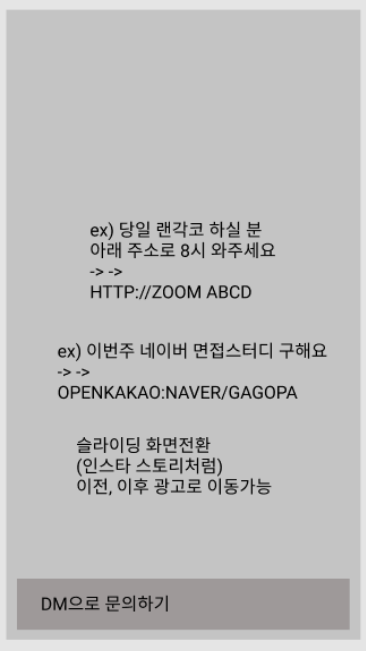 ex) 당일 랜각코 하실 분
아래 주소로 8시 와주세요
-> ->
HTTP://ZOOM ABCD
ex) 이번주 네이버 면접스터디 구해요
-> ->
OPENKAKAO:NAVER/GAGOPA
슬라이딩 화면전환
(인스타 스토리처럼)
이전, 이후 광고로 이동가능
DM으로 문의하기